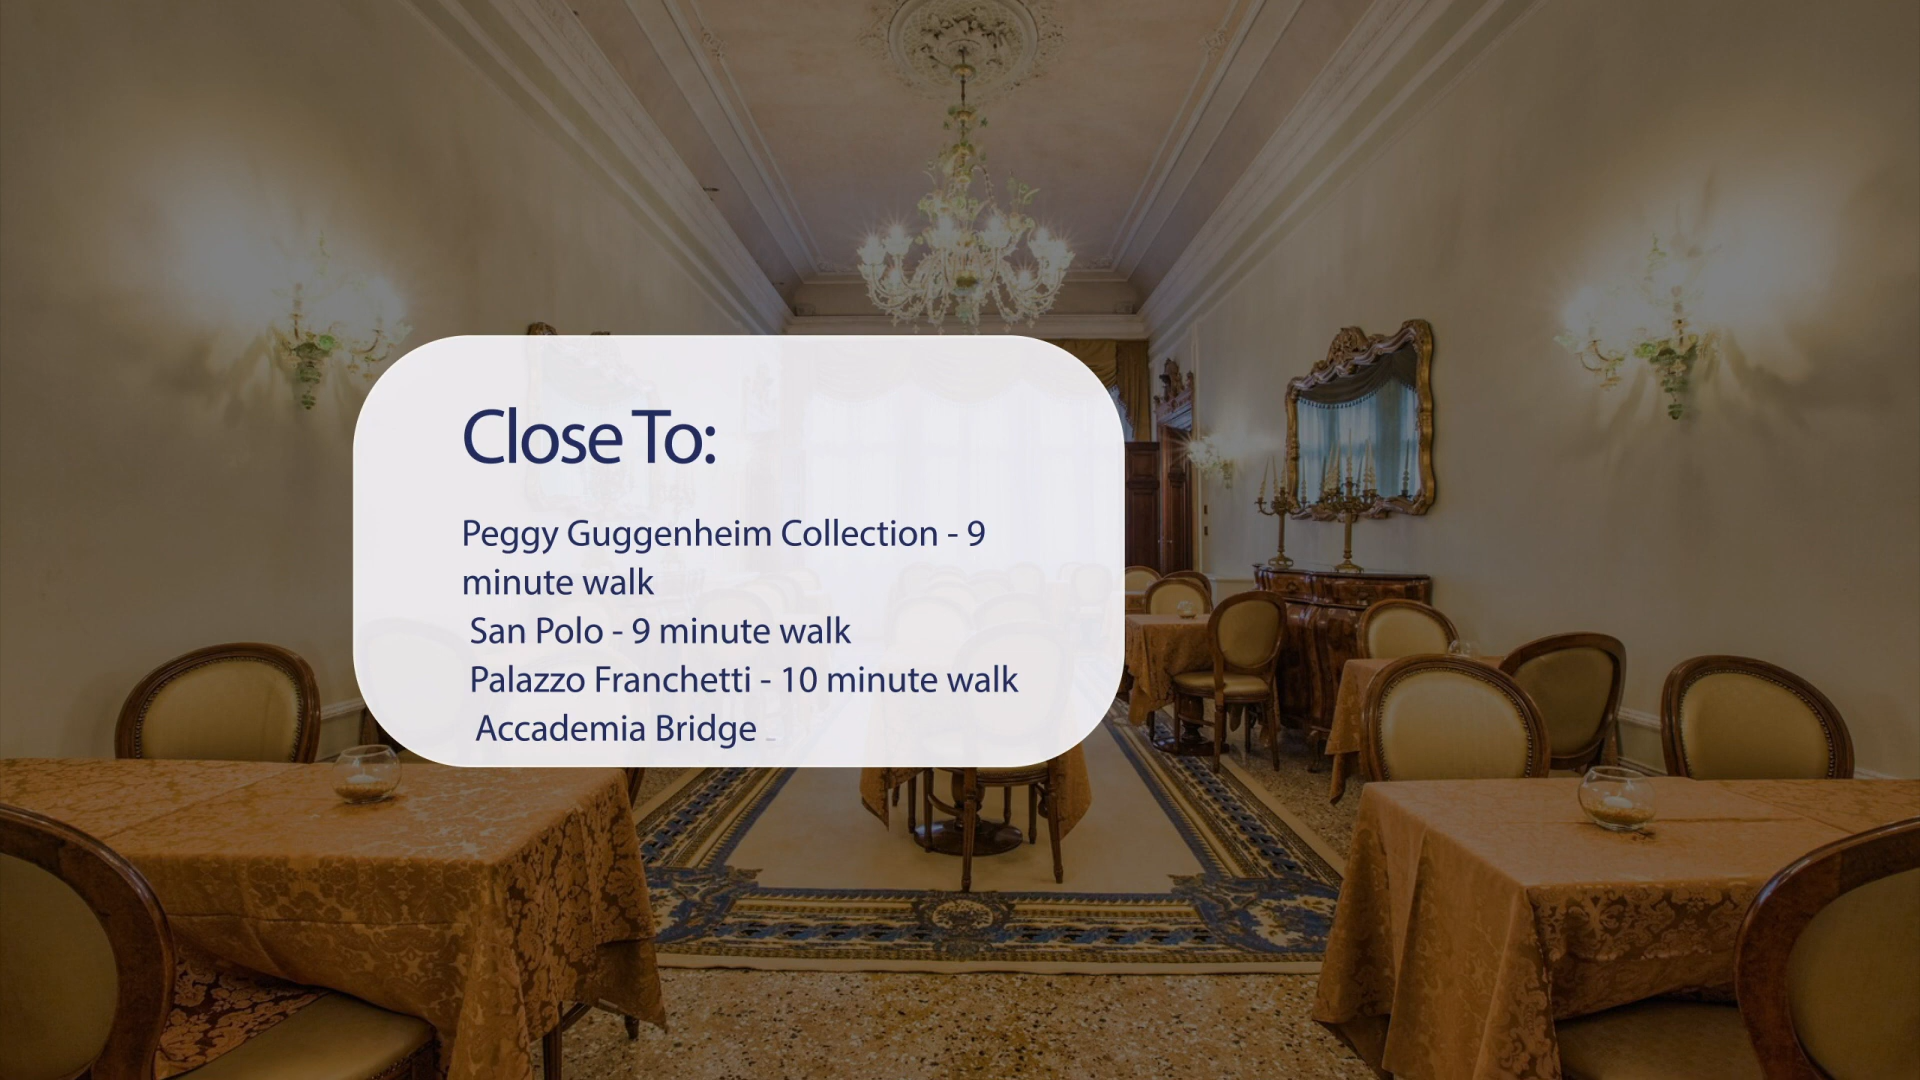 Close To:
Peggy Guggenheim Collection - 9
minute walk
San Polo - 9 minute walk
Palazzo Franchetti - 10 minute walk
Accademia Bridge -